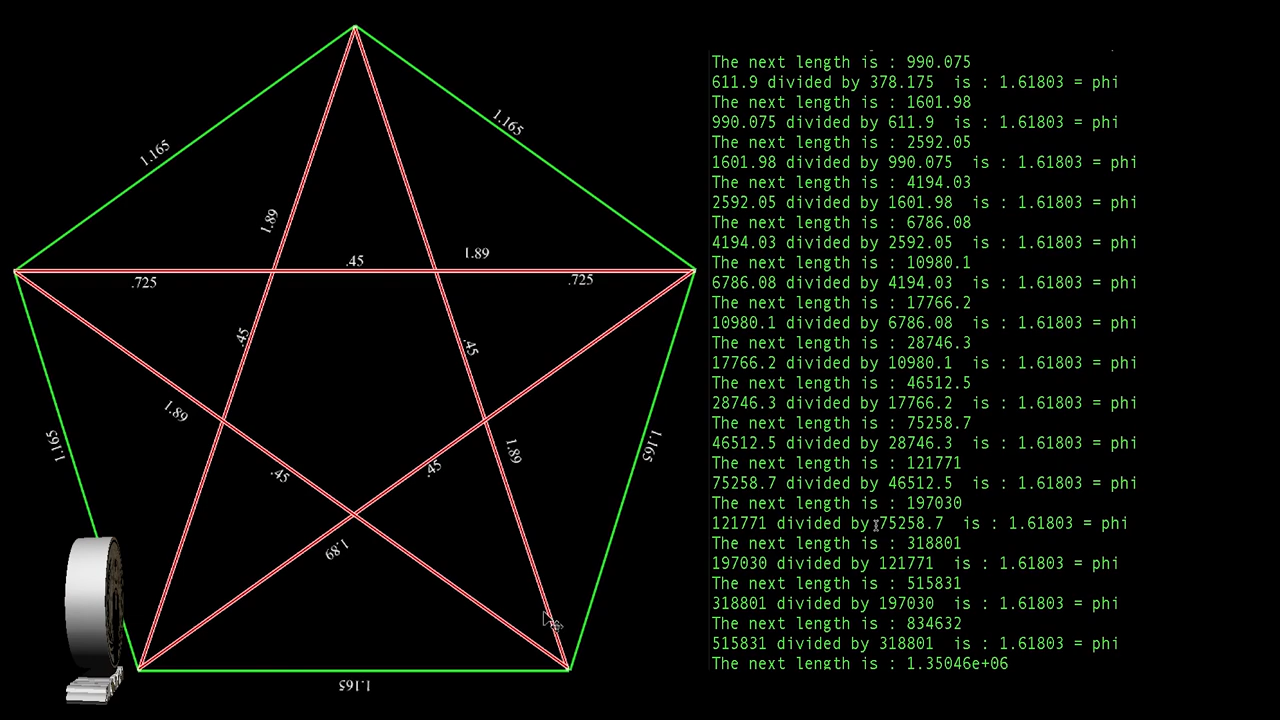 1.165
1.165
1.89
.45
1.89
.725
.725
.45
.45
1.89
1.165
1.165
1.89
.45
.45
1.89
1.165
The next length is : 990.075
611.9 divided by 378.175  is : 1.61803 = phi
The next length is : 1601.98
990.075 divided by 611.9  is : 1.61803 = phi
The next length is : 2592.05
1601.98 divided by 990.075  is : 1.61803 = phi
The next length is : 4194.03
2592.05 divided by 1601.98  is : 1.61803 = phi
The next length is : 6786.08
4194.03 divided by 2592.05  is : 1.61803 = phi
The next length is : 10980.1
6786.08 divided by 4194.03  is : 1.61803 = phi
The next length is : 17766.2
10980.1 divided by 6786.08  is : 1.61803 = phi
The next length is : 28746.3
17766.2 divided by 10980.1  is : 1.61803 = phi
The next length is : 46512.5
28746.3 divided by 17766.2  is : 1.61803 = phi
The next length is : 75258.7
46512.5 divided by 28746.3  is : 1.61803 = phi
The next length is : 121771
75258.7 divided by 46512.5  is : 1.61803 = phi
The next length is : 197030
121771 divided by 75258.7  is : 1.61803 = phi
The next length is : 318801
197030 divided by 121771  is : 1.61803 = phi
The next length is : 515831
318801 divided by 197030  is : 1.61803 = phi
The next length is : 834632
515831 divided by 318801  is : 1.61803 = phi
The next length is : 1.35046e+06